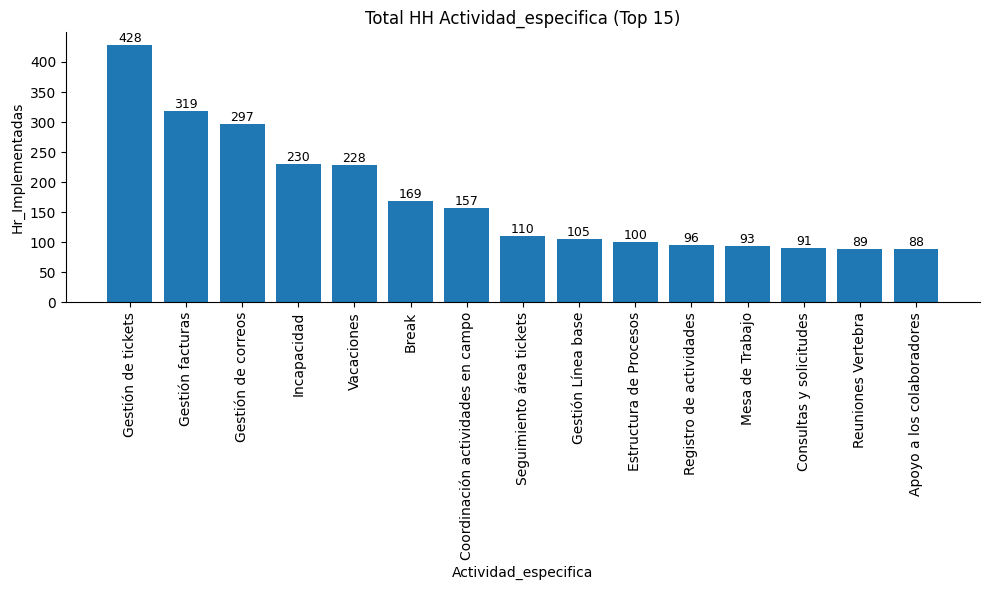 Total HH Actividad_especifica (Top 15)
Hr_Implementadas
400
350
300
250
200
150
100
50
0
428
319
297
230
228
169
157
110
105
100
96
93
91
89
88
Gestión de tickets
Gestión facturas
Gestión de correos
Incapacidad
Vacaciones
Break
Coordinación actividades en campo
Seguimiento área tickets
Gestión Línea base
Estructura de Procesos
Registro de actividades
Mesa de Trabajo
Consultas y solicitudes
Reuniones Vertebra
Apoyo a los colaboradores
Actividad_especifica